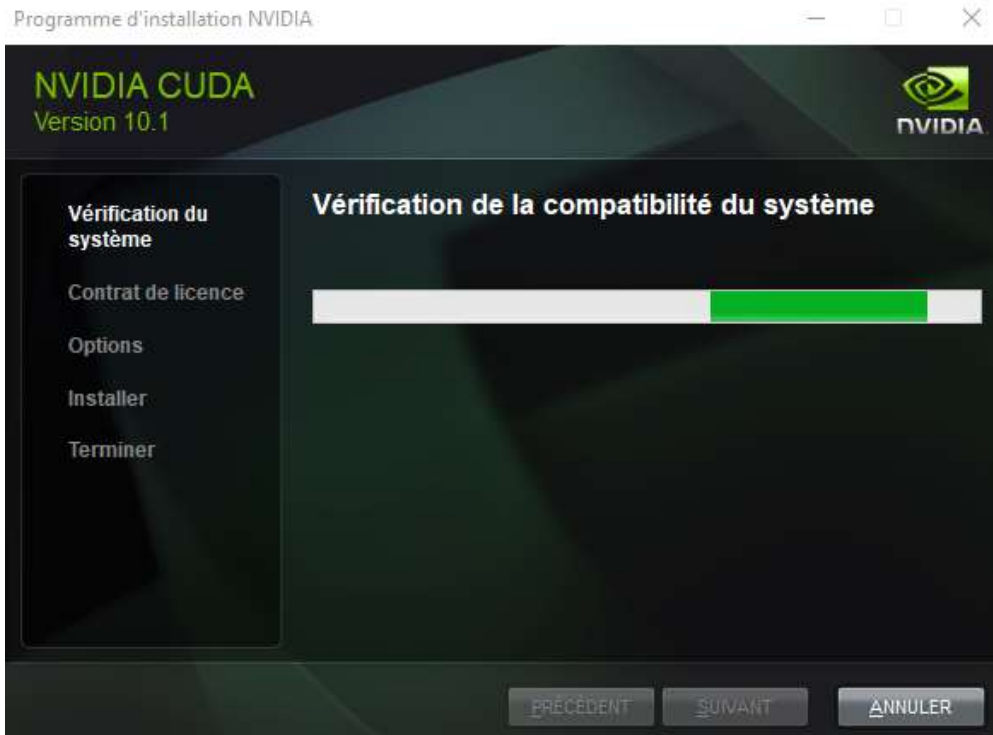 Programme d'installation NVIDIA
NVIDIA CUDA
Version 10.1
NVIDIA.
Vérification du
système
Contrat de licence
Options
Installer
Terminer
Vérification de la compatibilité du système
PRÉCÉDENT
SUIVANT
ANNULER